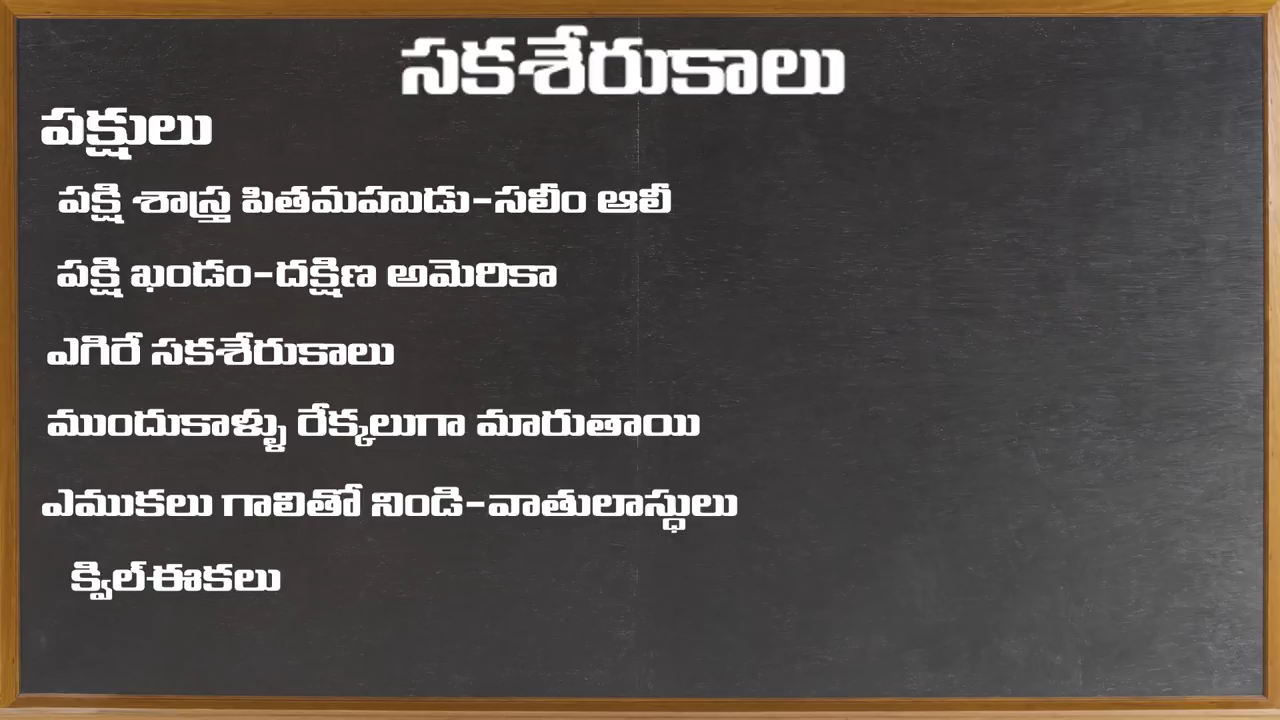 సకశేరుకాలు
పక్షులు
పక్షి శాస్త్ర పితమహుడు-సలీం ఆలీ
పక్షి ఖండం-దక్షిణ అమెరికా
ఎగిరే సకశేరుకాలు
ముందుకాళ్ళు రేక్కలుగా మారుతాయి
ఎముకలు గాలితో నిండి-వాతులాస్థులు
క్విల్ఈకలు